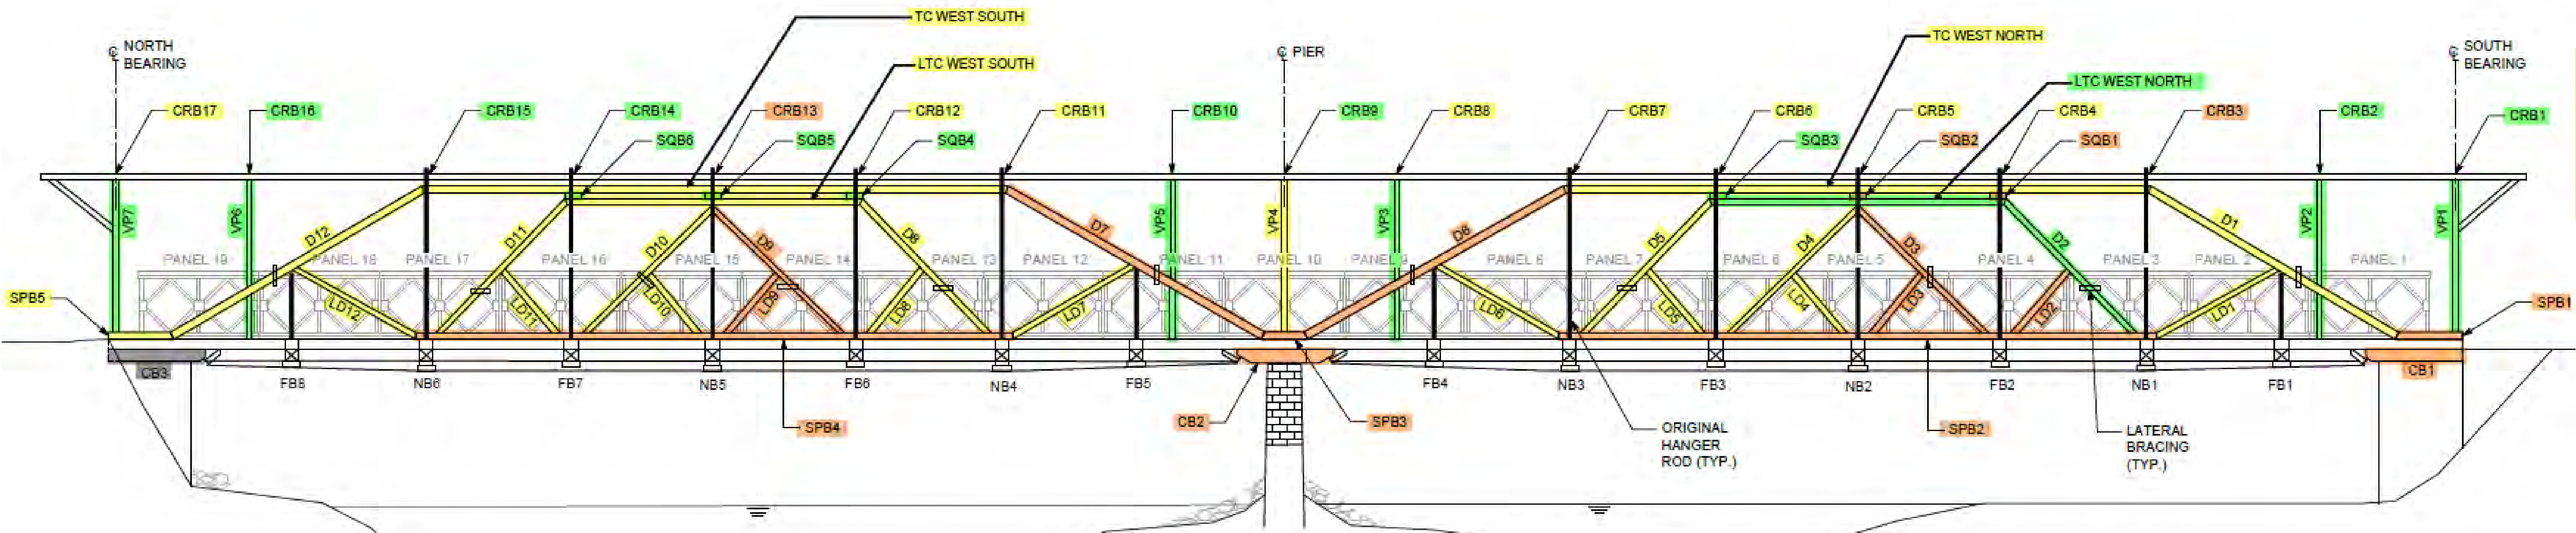 TC WEST SOUTH
LTC WEST SOUTH
TC WEST NORTH
LTC WEST NORTH
℄ NORTH
BEARING
℄ PIER
℄ SOUTH
BEARING
CRB17
CRB16
CRB15
CRB14
CRB13
CRB12
CRB11
CRB10
CRB9
CRB8
CRB7
CRB6
CRB5
CRB4
CRB3
CRB2
CRB1
SQB6
SQB5
SQB4
SQB3
SQB2
SQB1
VP7
VP6
VP5
VP4
VP3
VP2
VP1
D12
D11
D10
D9
D8
D7
D6
D5
D4
D3
D2
D1
PANEL 19
PANEL 18
PANEL 17
PANEL 16
PANEL 15
PANEL 14
PANEL 13
PANEL 12
PANEL 11
PANEL 10
PANEL 9
PANEL 8
PANEL 7
PANEL 6
PANEL 5
PANEL 4
PANEL 3
PANEL 2
PANEL 1
LD12
LD11
LD10
LD9
LD8
LD7
LD6
LD5
LD4
LD3
LD2
LD1
SPB5
SPB1
CB3
FB8
NB6
FB7
NB5
FB6
NB4
FB5
FB4
NB3
FB3
NB2
FB2
NB1
FB1
CB1
SPB4
CB2
SPB3
SPB2
ORIGINAL
HANGER
ROD (TYP.)
LATERAL
BRACING
(TYP.)